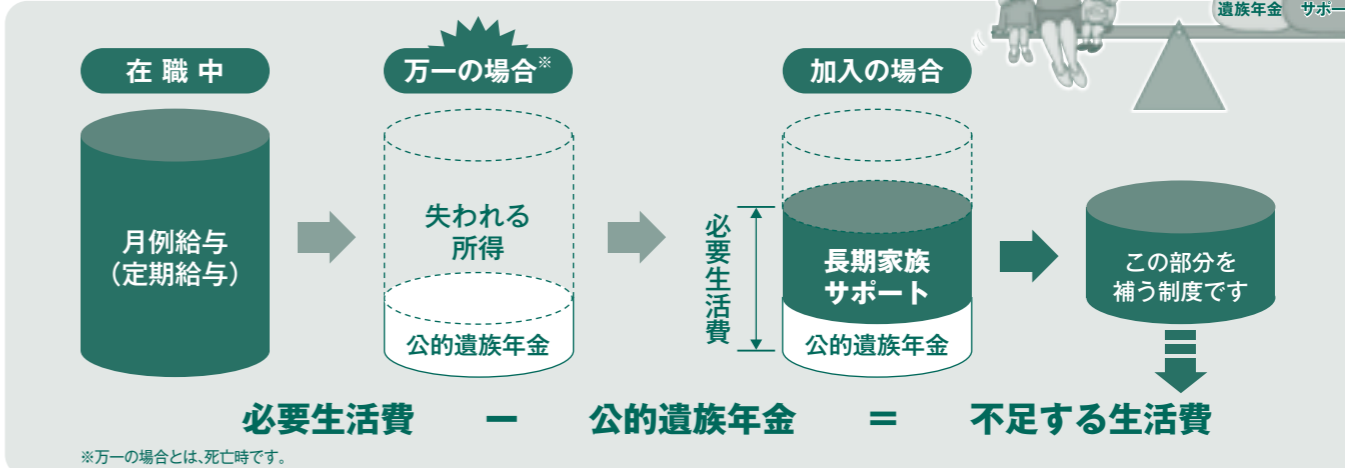 遺族年金 サポー
在職中
万一の場合※
加入の場合
月例給与
(定期給与)
失われる
所得
公的遺族年金
必要生活費
長期家族
サポート
公的遺族年金
この部分を
補う制度です
必要生活費 － 公的遺族年金 ＝ 不足する生活費
※万一の場合とは、死亡時です。